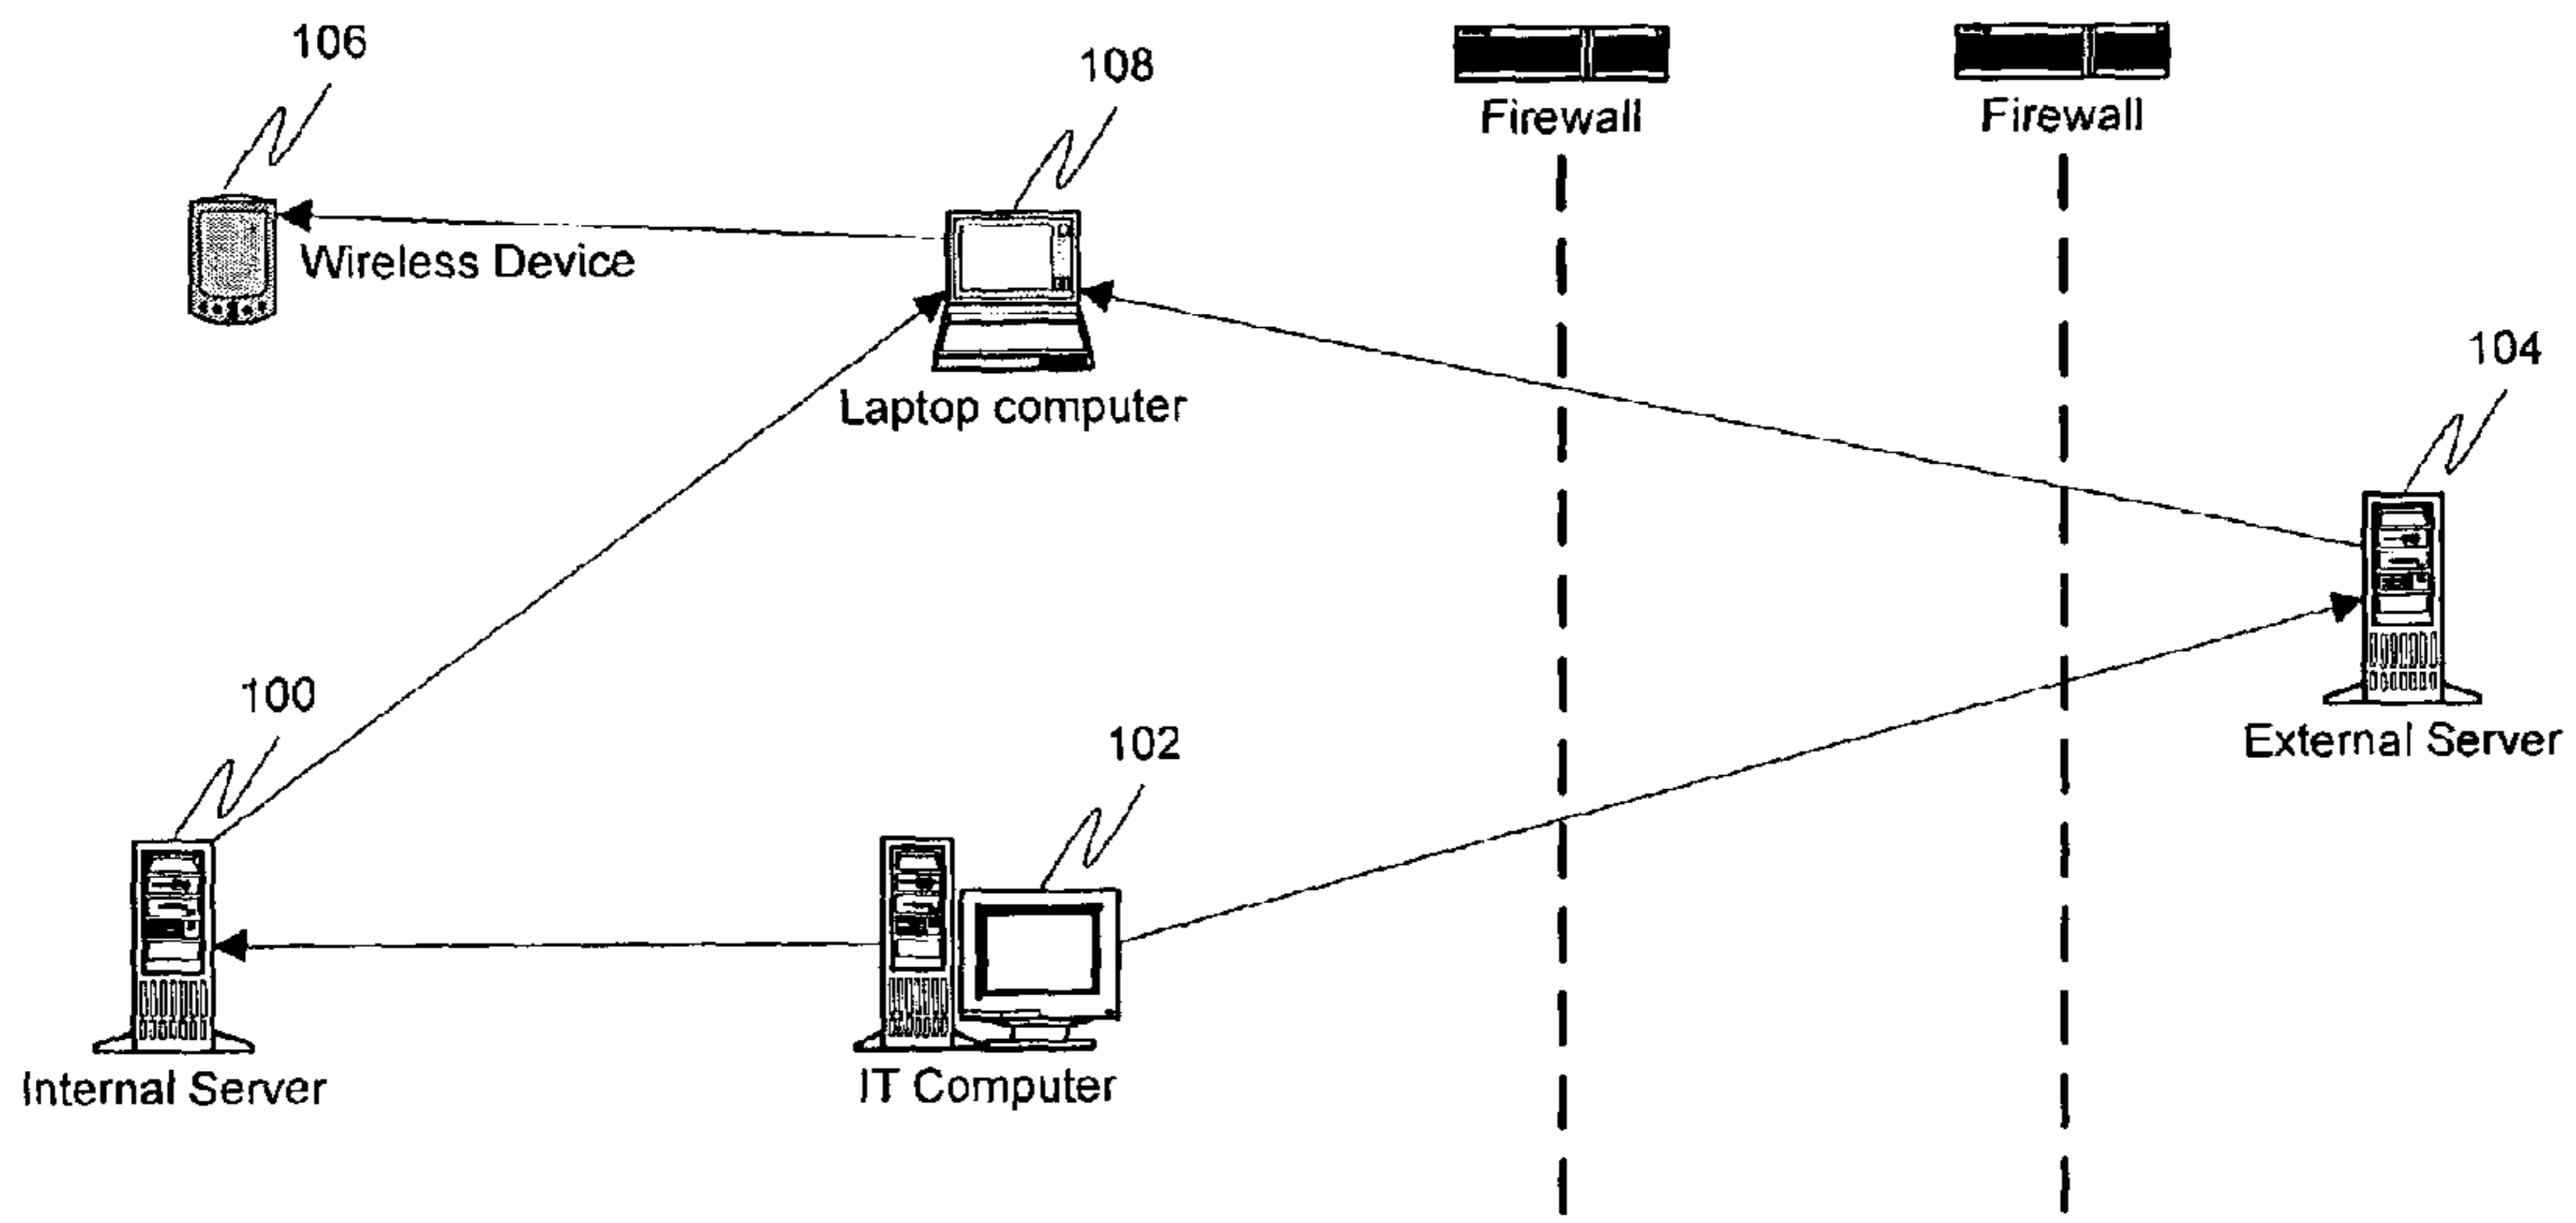 106
108
Firewall
Firewall
Wireless Device
104
Laptop computer
100
102
External Server
Internal Server
IT Computer